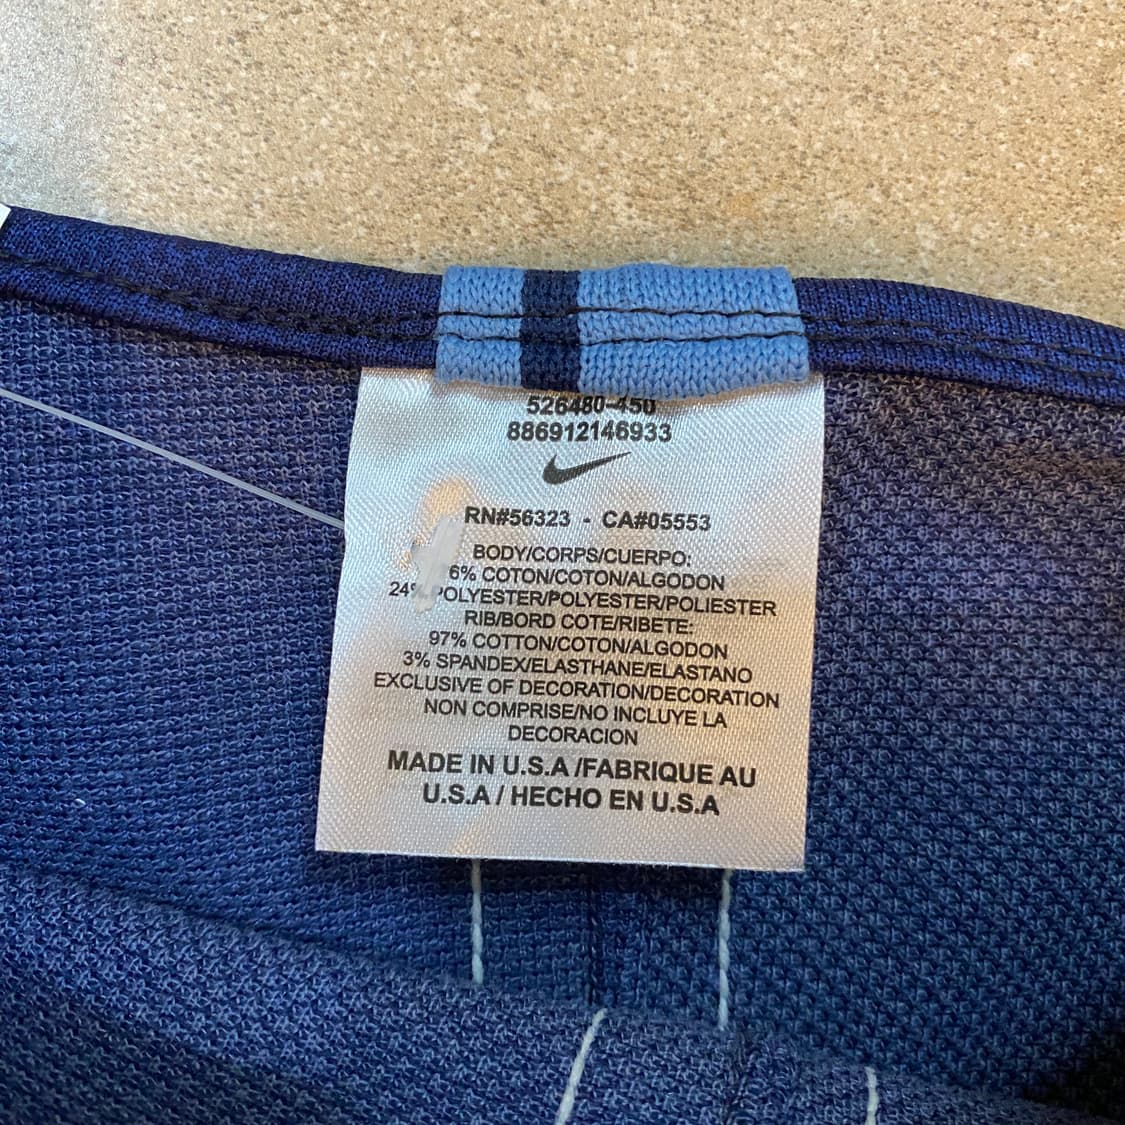 526480-450
886912146933
RN#56323 - CA#05553
BODY/CORPS/CUERPO:
6% COTON/COTON/ALGODON
24% POLYESTER/POLYESTER/POLIESTER
RIB/BORD COTE/RIBETE:
97% COTTON/COTON/ALGODON
3% SPANDEX/ELASTHANE/ELASTANO
EXCLUSIVE OF DECORATION/DECORATION
NON COMPRISE/NO INCLUYE LA
DECORACION
MADE IN U.S.A /FABRIQUE AU
U.S.A / HECHO EN U.S.A